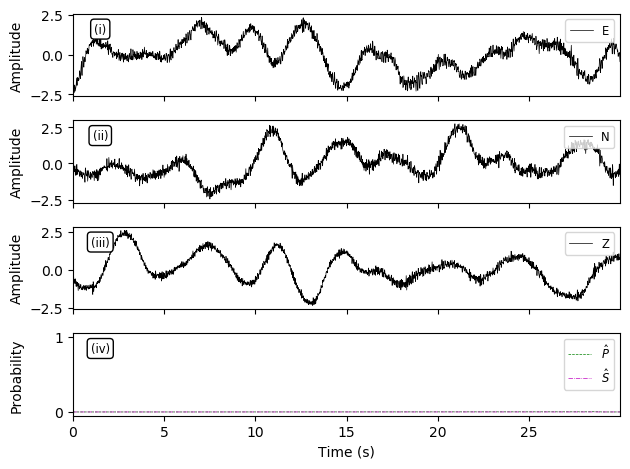 Amplitude
2.5
0.0
−2.5
(i)
E
Amplitude
2.5
0.0
−2.5
(ii)
N
Amplitude
2.5
0.0
−2.5
(iii)
Z
Probability
1
0
(iv)
P̂
Ŝ
0 5 10 15 20 25
Time (s)